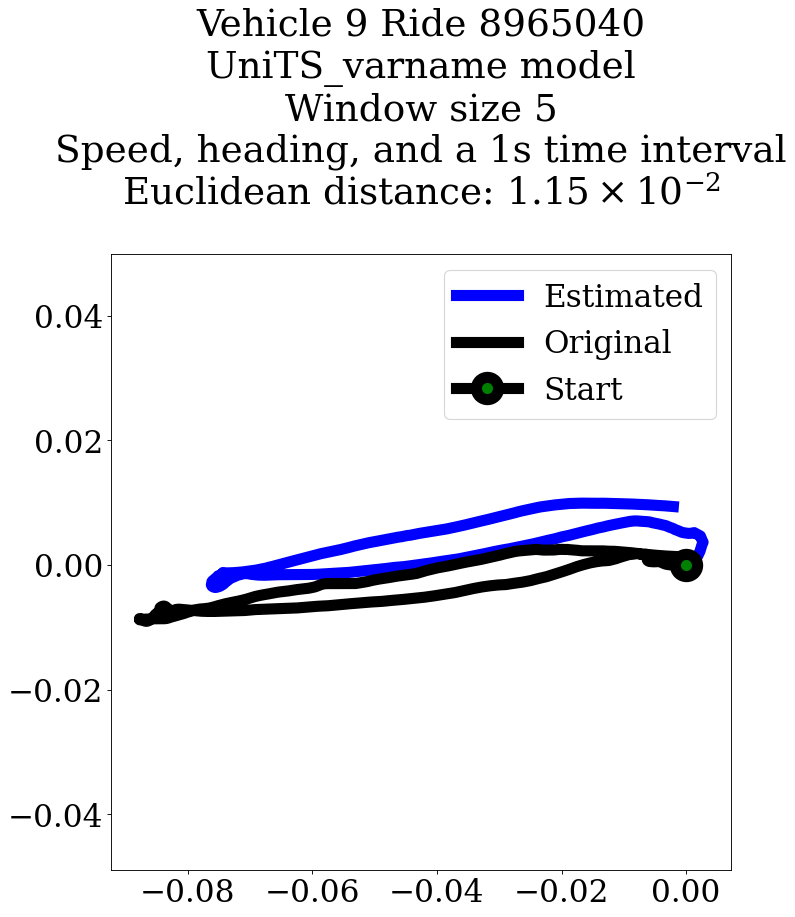 Vehicle 9 Ride 8965040
UniTS_varname model
Window size 5
Speed, heading, and a 1s time interval
Euclidean distance: 1.15 × 10⁻²
Estimated
Original
Start
0.04
0.02
0.00
−0.02
−0.04
−0.08 −0.06 −0.04 −0.02 0.00